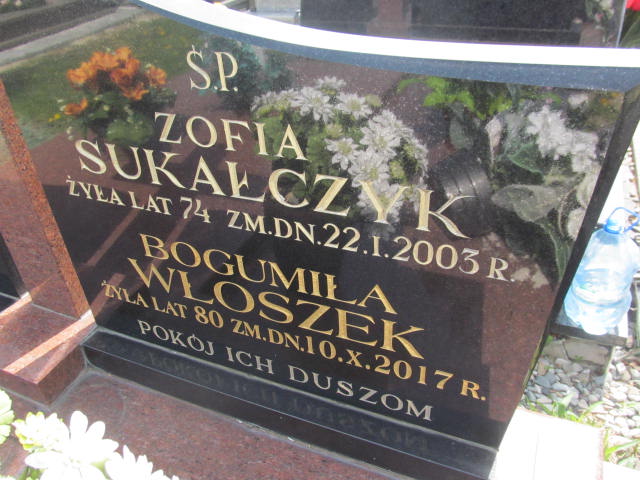 Ś.P.
ZOFIA
SUKAŁCZYK
ŻYŁA LAT 74 ZM.DN.22.I.2003 R.
BOGUMIŁA
WŁOSZEK
ŻYŁA LAT 80 ZM.DN.10.X.2017 R.
POKÓJ ICH DUSZOM